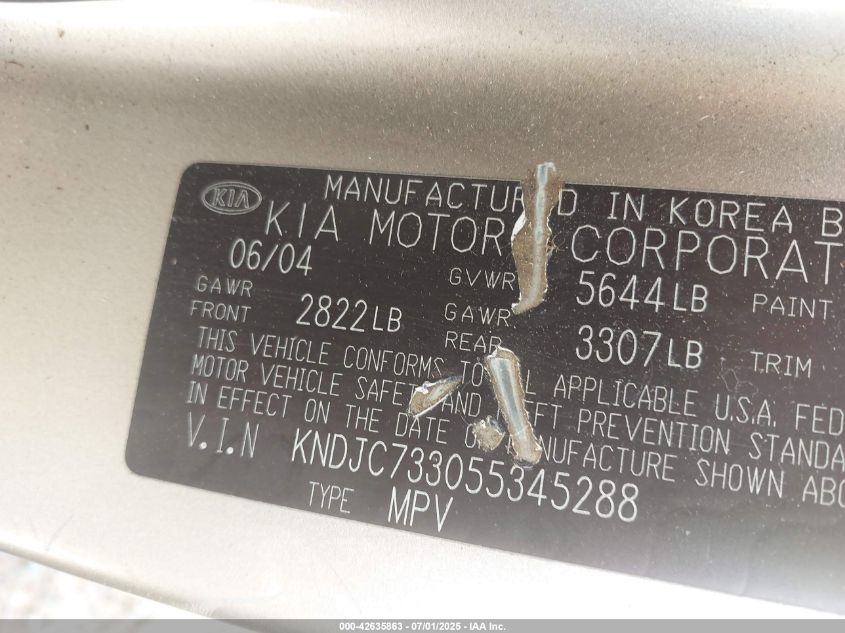 KIA
MANUFACTUR D IN KOREA B
KIA MOTOR CORPORAT
06/04 GVWR 5644LB PAINT
GAWR FRONT 2822LB GAWR REAR 3307LB TRIM
THIS VEHICLE CONFORMS TO L APPLICABLE U.S.A. FED
MOTOR VEHICLE SAFET AND EFT PREVENTION STANDA
IN EFFECT ON THE DATE O ANUFACTURE SHOWN ABO
V.I.N KNDJC733055345288
TYPE MPV
000-42635863 - 07/01/2025 - IAA Inc.